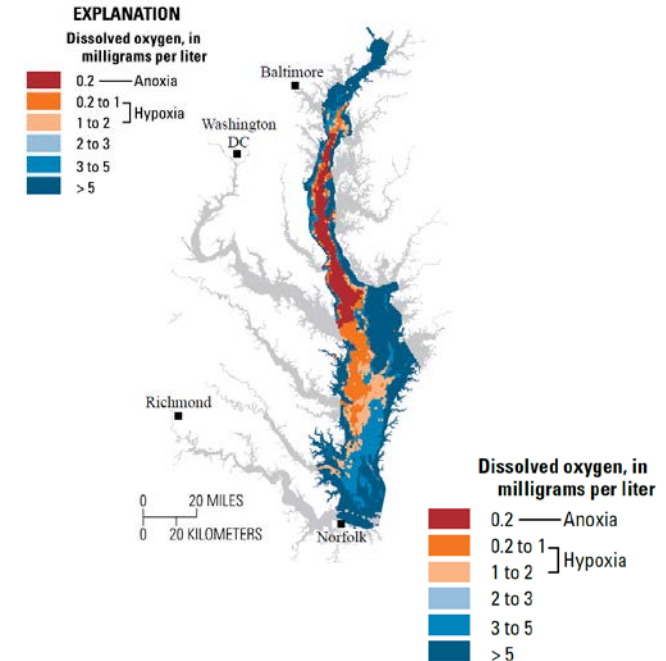 EXPLANATION
Dissolved oxygen, in
milligrams per liter
0.2 Anoxia
0.2 to 1
Hypoxia
1 to 2
2 to 3
3 to 5
> 5
Baltimore
Washington
DC
Richmond
0 20 MILES
0 20 KILOMETERS
Norfolk
Dissolved oxygen, in
milligrams per liter
0.2 Anoxia
0.2 to 1
Hypoxia
1 to 2
2 to 3
3 to 5
> 5